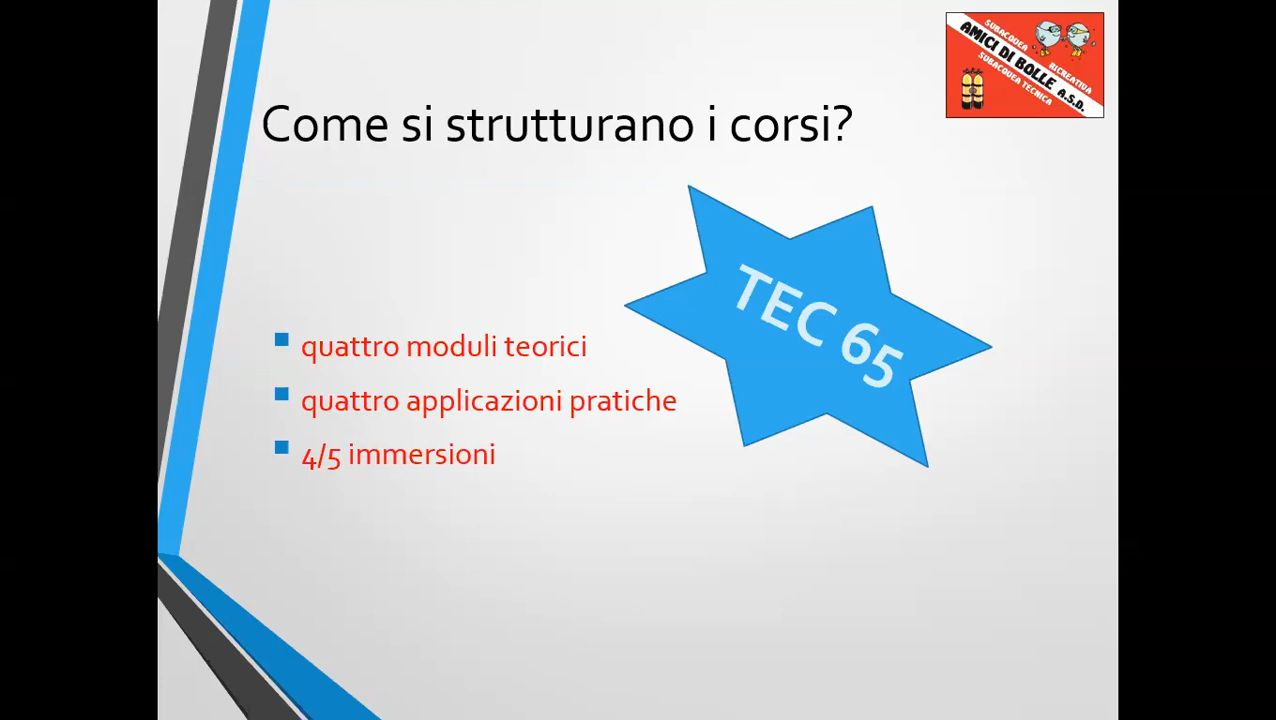 SUBACQUEA
RICREATIVA
AMICI DI BOLLE A.S.D.
SUBACQUEA TECNICA
Come si strutturano i corsi?
TEC 65
quattro moduli teorici
quattro applicazioni pratiche
4/5 immersioni